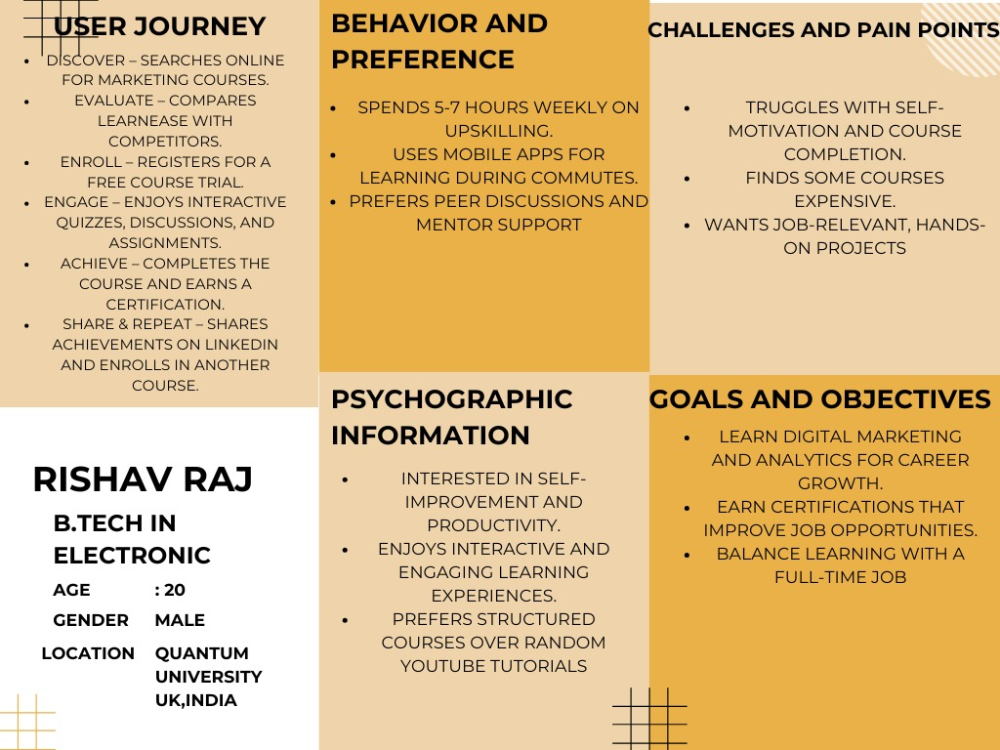 USER JOURNEY
• DISCOVER – SEARCHES ONLINE
FOR MARKETING COURSES.
• EVALUATE – COMPARES
LEARNEASE WITH
COMPETITORS.
• ENROLL – REGISTERS FOR A
FREE COURSE TRIAL.
• ENGAGE – ENJOYS INTERACTIVE
QUIZZES, DISCUSSIONS, AND
ASSIGNMENTS.
• ACHIEVE – COMPLETES THE
COURSE AND EARNS A
CERTIFICATION.
• SHARE & REPEAT – SHARES
ACHIEVEMENTS ON LINKEDIN
AND ENROLLS IN ANOTHER
COURSE.
BEHAVIOR AND
PREFERENCE
• SPENDS 5-7 HOURS WEEKLY ON
UPSKILLING.
• USES MOBILE APPS FOR
LEARNING DURING COMMUTES.
• PREFERS PEER DISCUSSIONS AND
MENTOR SUPPORT
CHALLENGES AND PAIN POINTS
• TRUGGLES WITH SELF-
MOTIVATION AND COURSE
COMPLETION.
• FINDS SOME COURSES
EXPENSIVE.
• WANTS JOB-RELEVANT, HANDS-
ON PROJECTS
RISHAV RAJ
B.TECH IN
ELECTRONIC
AGE : 20
GENDER MALE
LOCATION QUANTUM
UNIVERSITY
UK,INDIA
PSYCHOGRAPHIC
INFORMATION
• INTERESTED IN SELF-
IMPROVEMENT AND
PRODUCTIVITY.
• ENJOYS INTERACTIVE AND
ENGAGING LEARNING
EXPERIENCES.
• PREFERS STRUCTURED
COURSES OVER RANDOM
YOUTUBE TUTORIALS
GOALS AND OBJECTIVES
• LEARN DIGITAL MARKETING
AND ANALYTICS FOR CAREER
GROWTH.
• EARN CERTIFICATIONS THAT
IMPROVE JOB OPPORTUNITIES.
• BALANCE LEARNING WITH A
FULL-TIME JOB